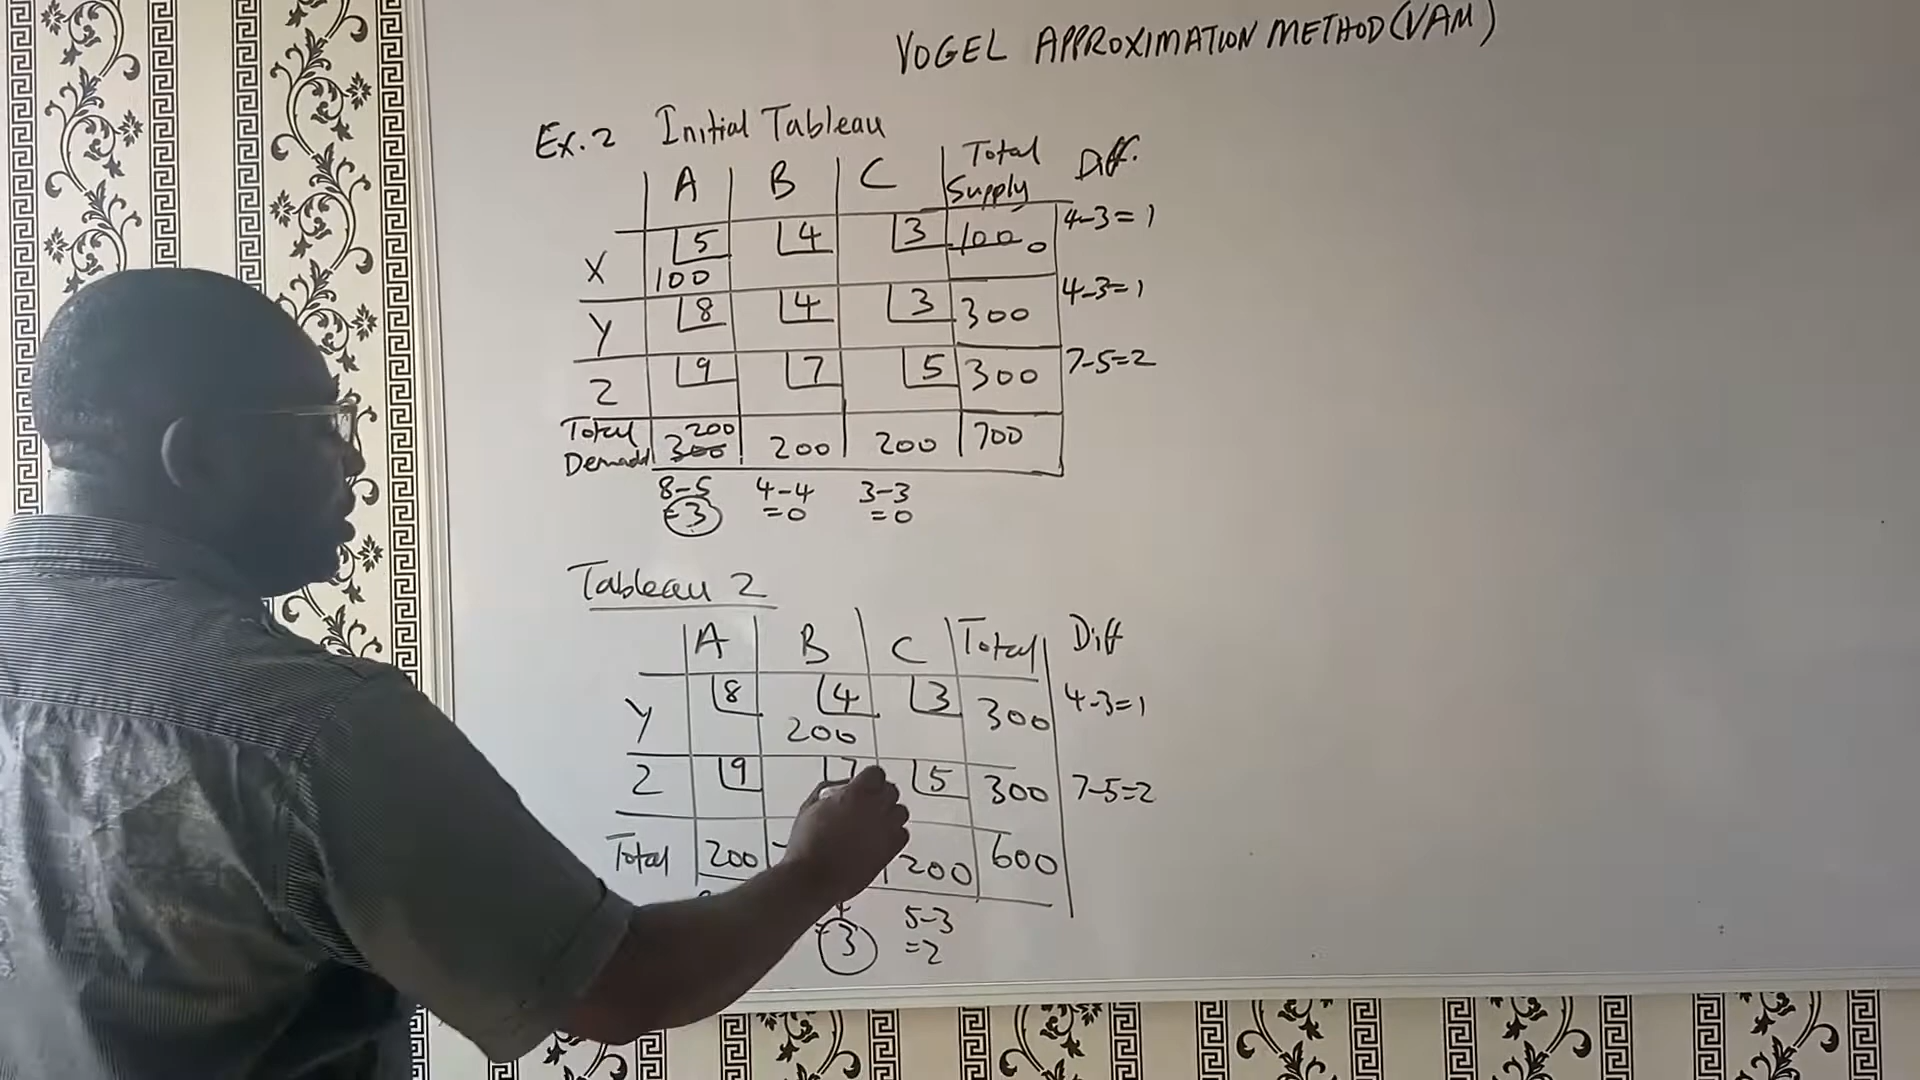 VOGEL APPROXIMATION METHOD (VAM)
Ex.2 Initial Tableau
A B C Total Supply Diff.
X 5 4 3 100 0 4-3=1
100
Y 8 4 3 300 4-3=1
Z 9 7 5 300 7-5=2
Total Demand 300 200 200 200 700
8-5 =3 4-4 =0 3-3 =0
Tableau 2
A B C Total Diff
Y 8 4 3 300 4-3=1
200
Z 9 7 5 300 7-5=2
Total 200 200 600
=3 5-3 =2